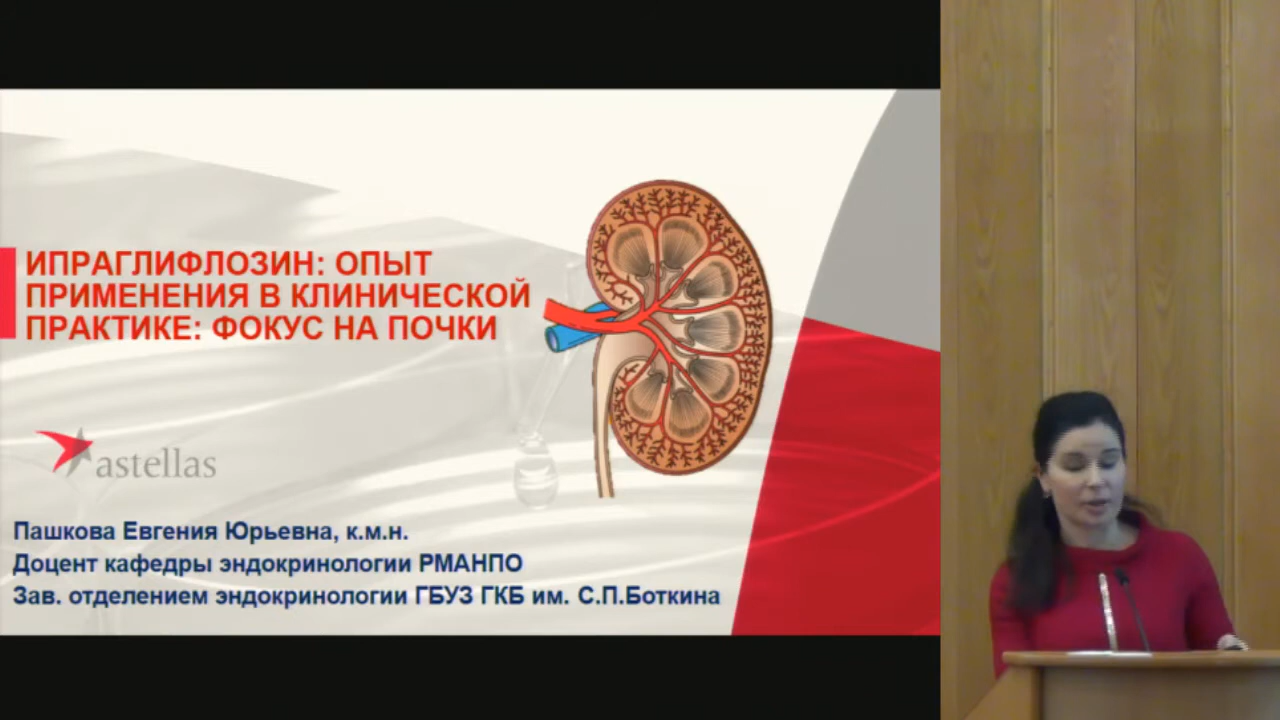 ИПРАГЛИФЛОЗИН: ОПЫТ
ПРИМЕНЕНИЯ В КЛИНИЧЕСКОЙ
ПРАКТИКЕ: ФОКУС НА ПОЧКИ
astellas
Пашкова Евгения Юрьевна, к.м.н.
Доцент кафедры эндокринологии РМАНПО
Зав. отделением эндокринологии ГБУЗ ГКБ им. С.П.Боткина